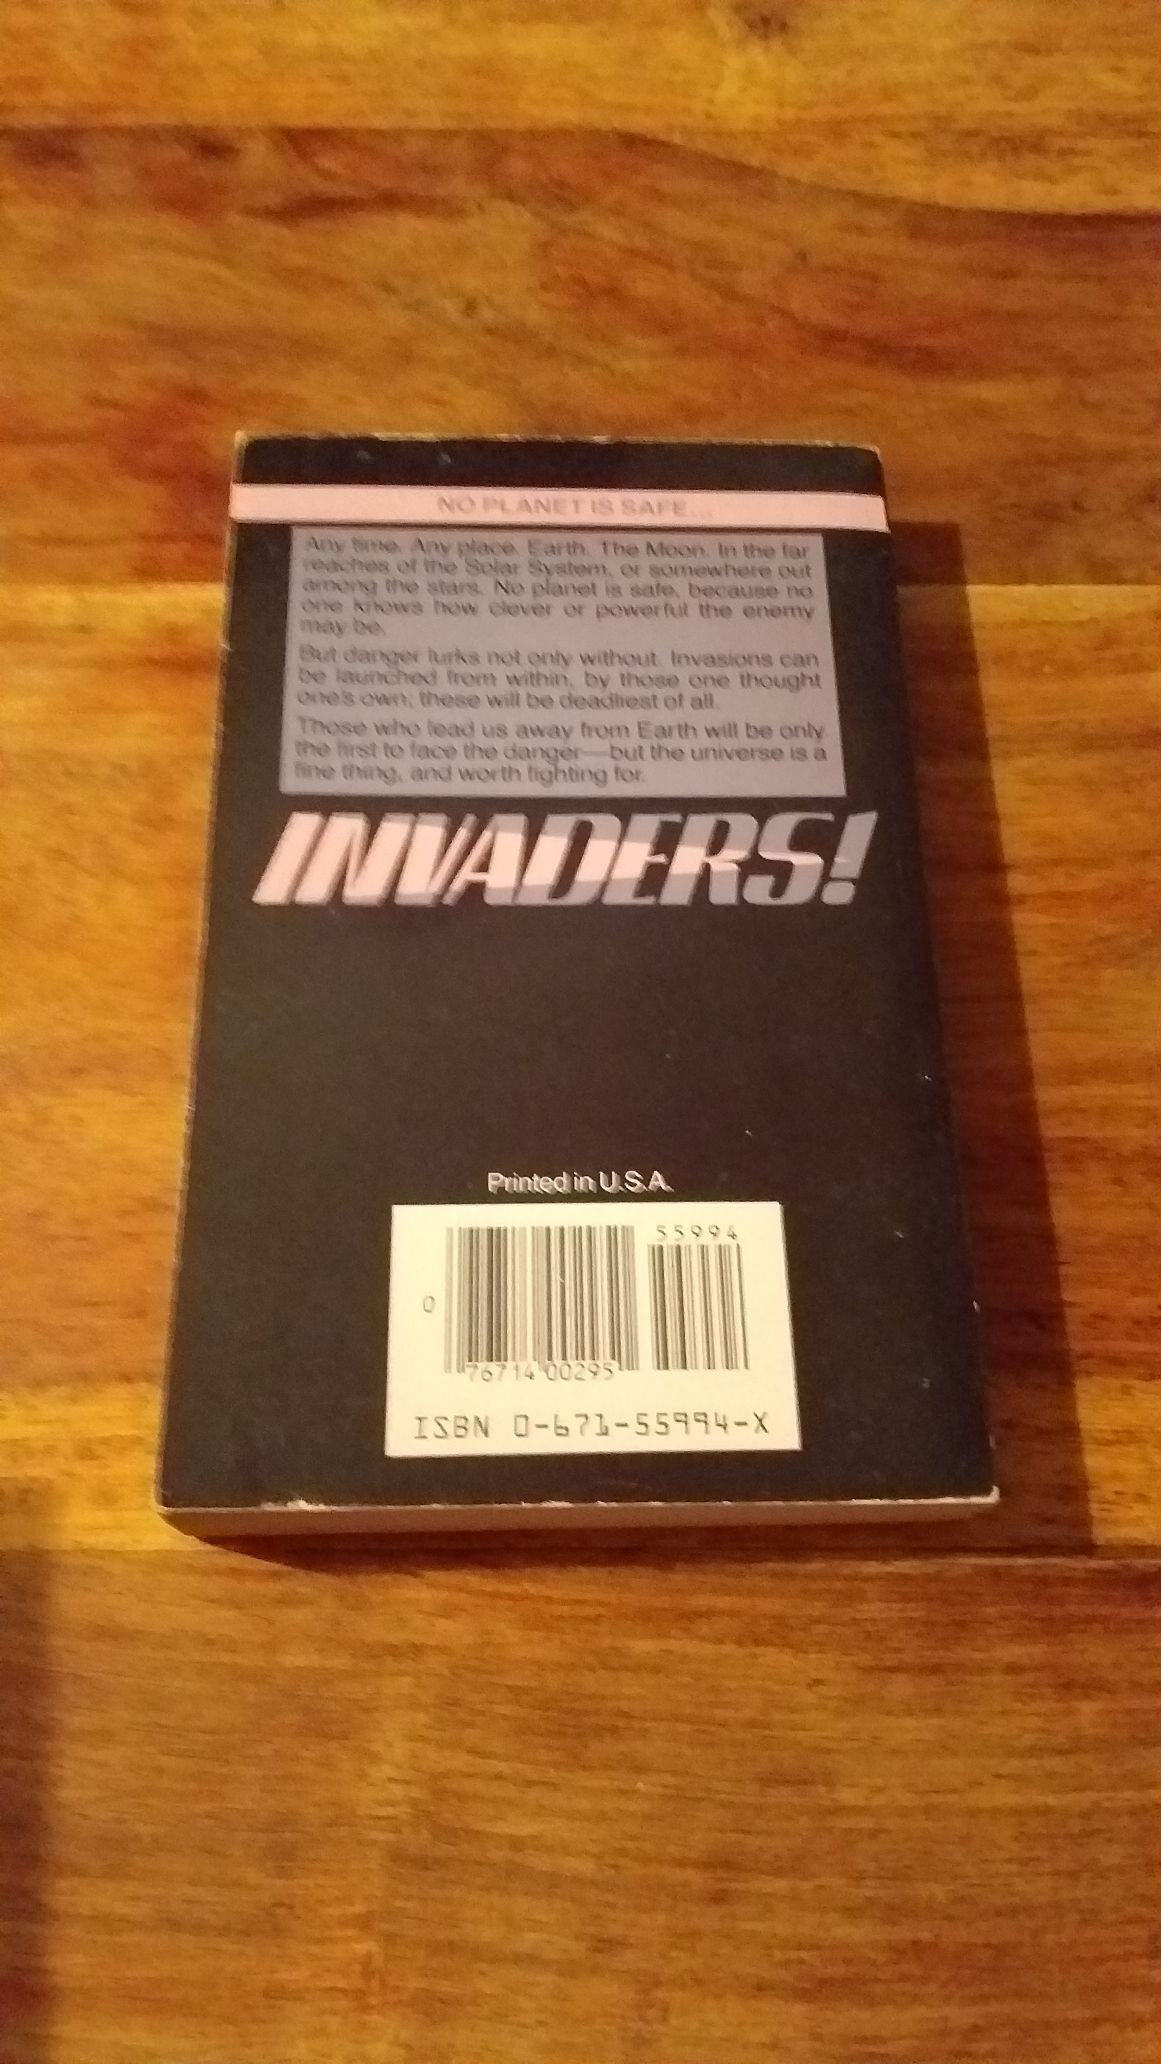 NO PLANET IS SAFE...
Any time. Any place. Earth. The Moon. In the far
reaches of the Solar System, or somewhere out
among the stars. No planet is safe, because no
one knows how clever or powerful the enemy
may be.
But danger lurks not only without. Invasions can
be launched from within, by those one thought
one's own; these will be deadliest of all.
Those who lead us away from Earth will be only
the first to face the danger—but the universe is a
fine thing, and worth fighting for.
INVADERS!
Printed in U.S.A.
55994
0
76714 00295
ISBN 0-671-55994-X